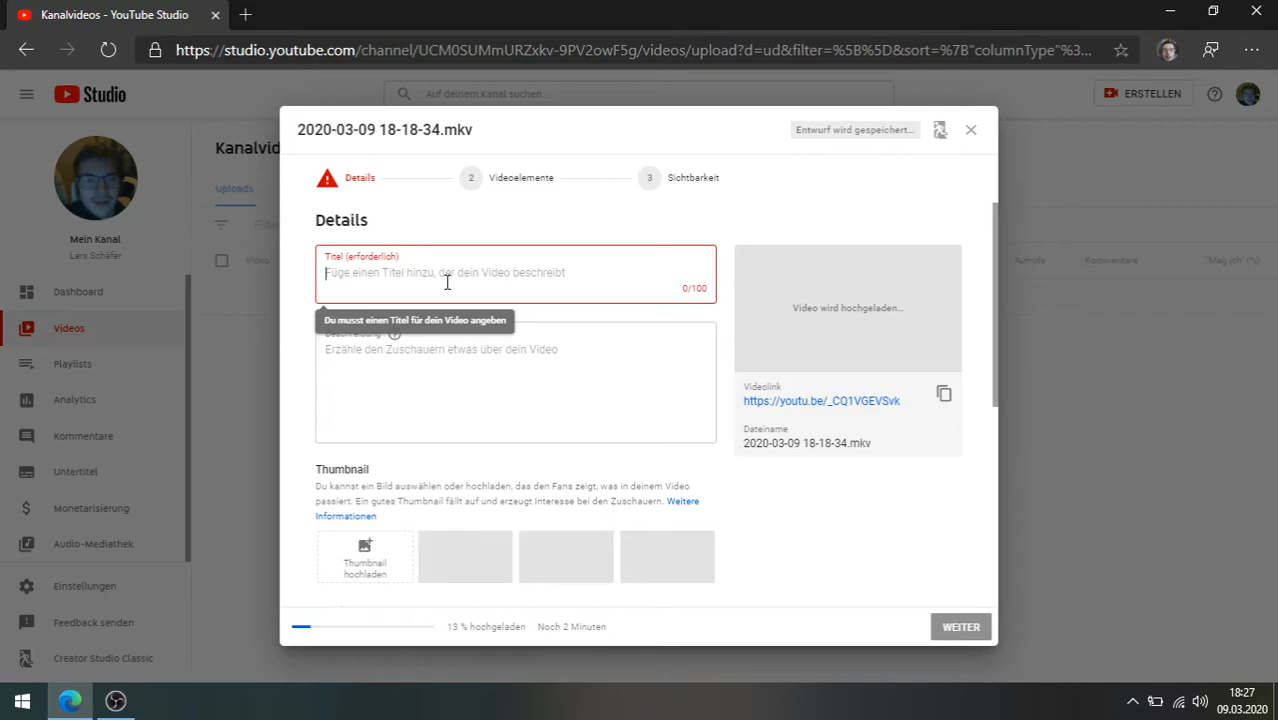 Kanalvideos - YouTube Studio
https://studio.youtube.com/channel/UCM0SUMmURZxkv-9PV2owF5g/videos/upload?d=ud&filter=%5B%5D&sort=%7B"columnType"%3...
Studio
Auf deinem Kanal suchen
ERSTELLEN
Mein Kanal
Lars Schäfer
Dashboard
Videos
Playlists
Analytics
Kommentare
Untertitel
Monetarisierung
Audio-Mediathek
Einstellungen
Feedback senden
Creator Studio Classic
Kanalvid
Uploads
Filte
Video
Kommentare
"Mag ich" (%)
2020-03-09 18-18-34.mkv
Entwurf wird gespeichert...
Details
2 Videoelemente
3 Sichtbarkeit
Details
Titel (erforderlich)
Füge einen Titel hinzu, der dein Video beschreibt
0/100
Du musst einen Titel für dein Video angeben
Beschreibung
Erzähle den Zuschauern etwas über dein Video
Video wird hochgeladen...
Videolink
https://youtu.be/_CQ1VGEVSvk
Dateiname
2020-03-09 18-18-34.mkv
Thumbnail
Du kannst ein Bild auswählen oder hochladen, das den Fans zeigt, was in deinem Video
passiert. Ein gutes Thumbnail fällt auf und erzeugt Interesse bei den Zuschauern. Weitere
Informationen
Thumbnail
hochladen
13 % hochgeladen
Noch 2 Minuten
WEITER
18:27
09.03.2020